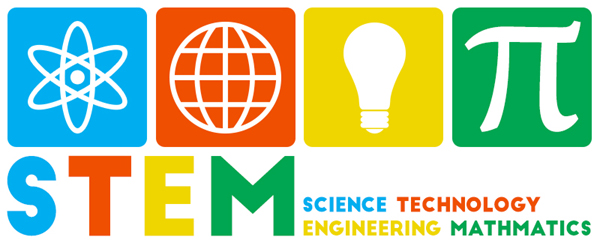 π
STEM
SCIENCE TECHNOLOGY
ENGINEERING MATHMATICS